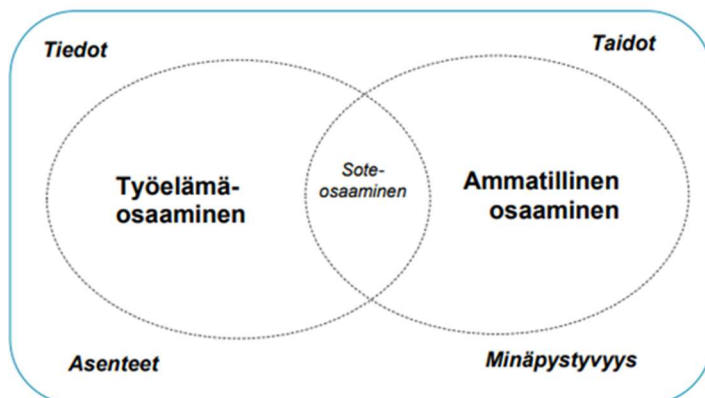 Tiedot
Taidot
Työelämä-
osaaminen
Sote-
osaaminen
Ammatillinen
osaaminen
Asenteet
Minäpystyvyys